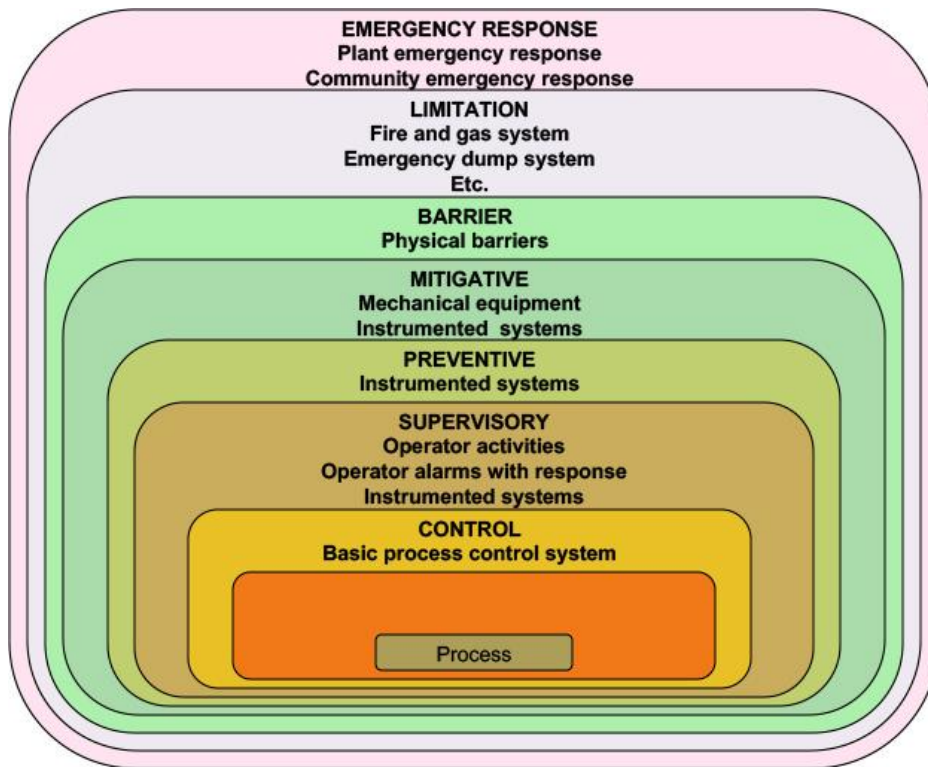 EMERGENCY RESPONSE
Plant emergency response
Community emergency response
LIMITATION
Fire and gas system
Emergency dump system
Etc.
BARRIER
Physical barriers
MITIGATIVE
Mechanical equipment
Instrumented systems
PREVENTIVE
Instrumented systems
SUPERVISORY
Operator activities
Operator alarms with response
Instrumented systems
CONTROL
Basic process control system
Process